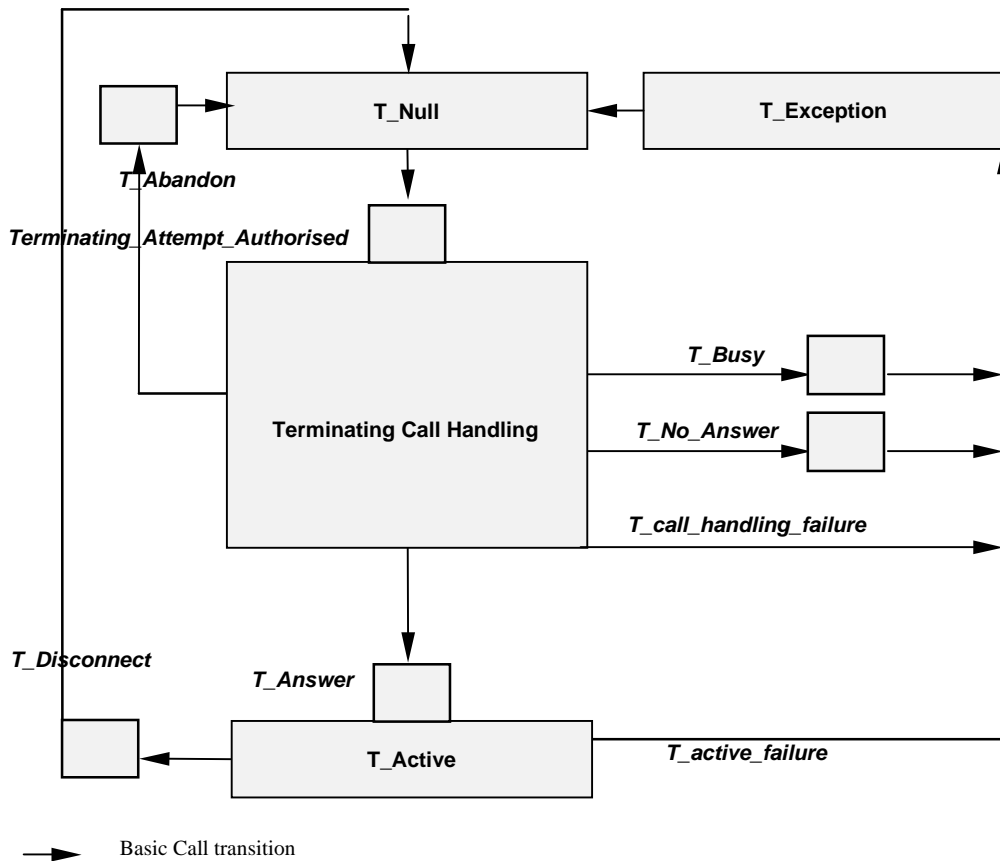 T_Null
T_Exception
T_Abandon
Terminating_Attempt_Authorised
T_Busy
Terminating Call Handling
T_No_Answer
T_call_handling_failure
T_Disconnect
T_Answer
T_Active
T_active_failure
Basic Call transition